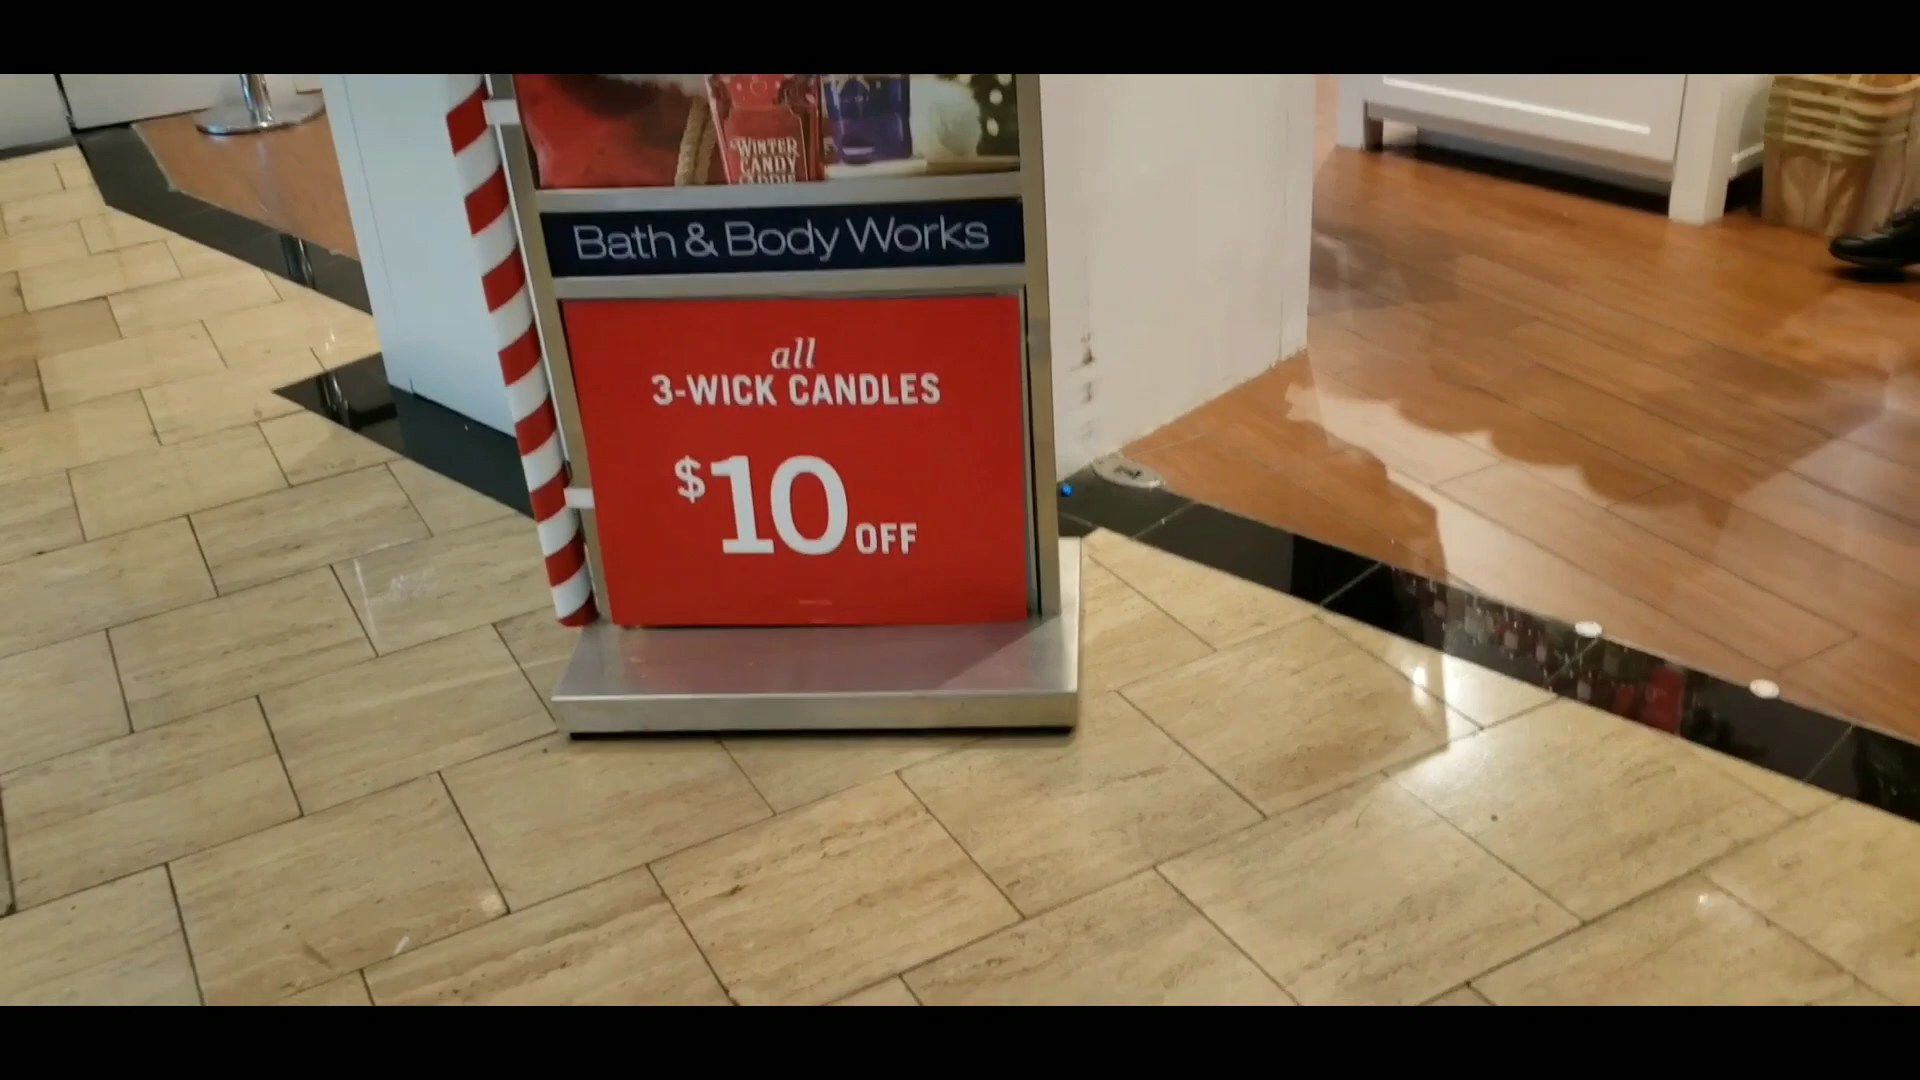 WINTER
CANDY
Bath & Body Works
all
3-WICK CANDLES
$10 OFF